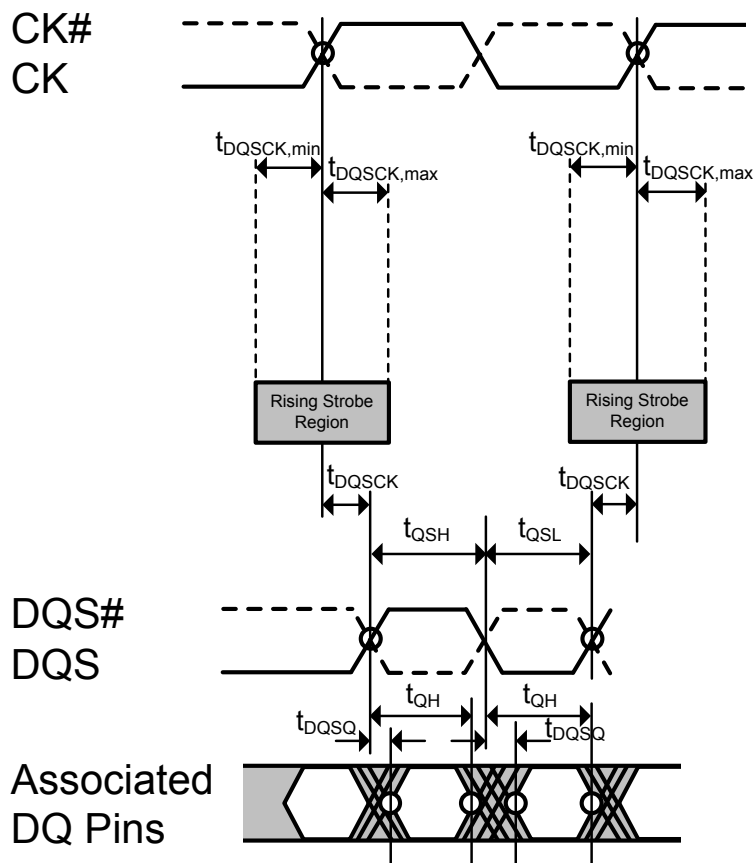 CK#
CK
tDQSCK,min
tDQSCK,min
tDQSCK,max
tDQSCK,max
Rising Strobe
Region
Rising Strobe
Region
tDQSCK
tDQSCK
tQSH
tQSL
DQS#
DQS
tQH
tQH
tDQSQ
tDQSQ
Associated
DQ Pins